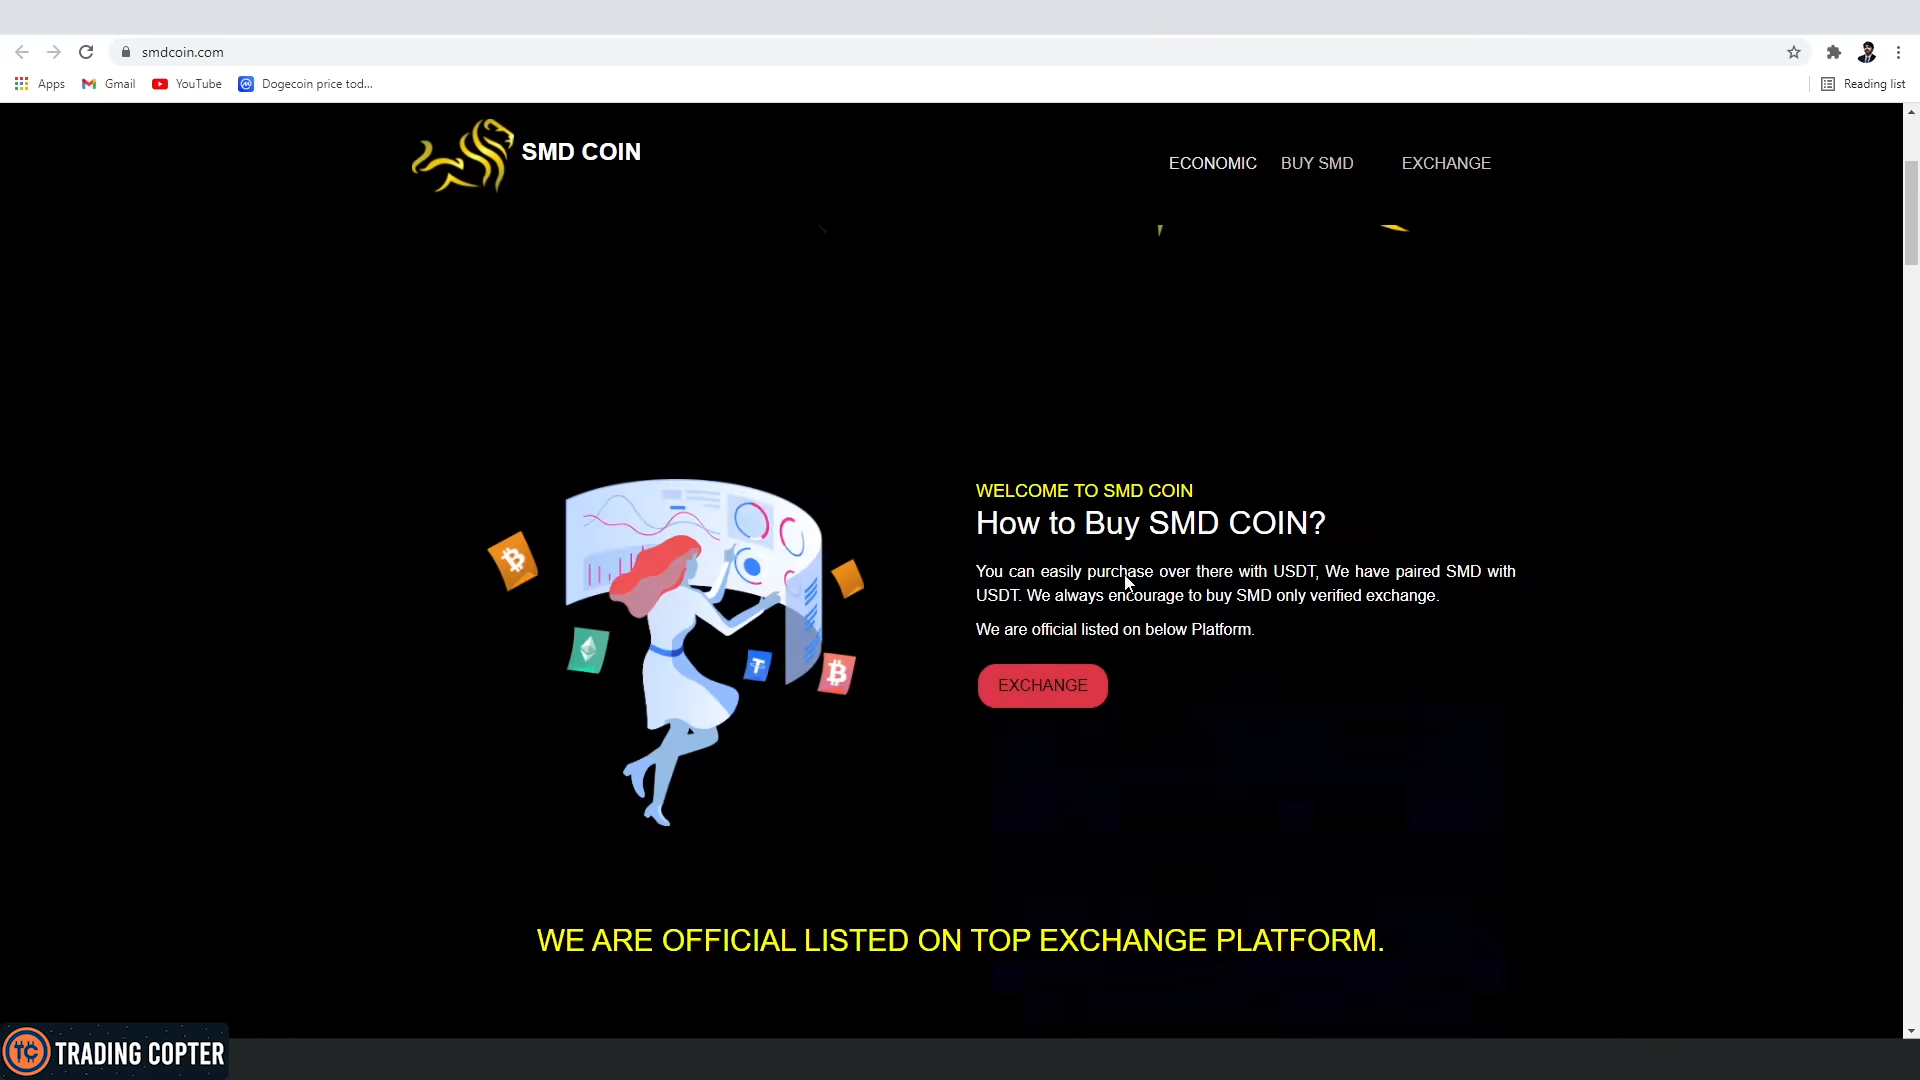 smdcoin.com
Apps
Gmail
YouTube
Dogecoin price tod...
Reading list
SMD COIN
ECONOMIC
BUY SMD
EXCHANGE
WELCOME TO SMD COIN
How to Buy SMD COIN?
You can easily purchase over there with USDT, We have paired SMD with
USDT. We always encourage to buy SMD only verified exchange.
We are official listed on below Platform.
EXCHANGE
WE ARE OFFICIAL LISTED ON TOP EXCHANGE PLATFORM.
TC TRADING COPTER